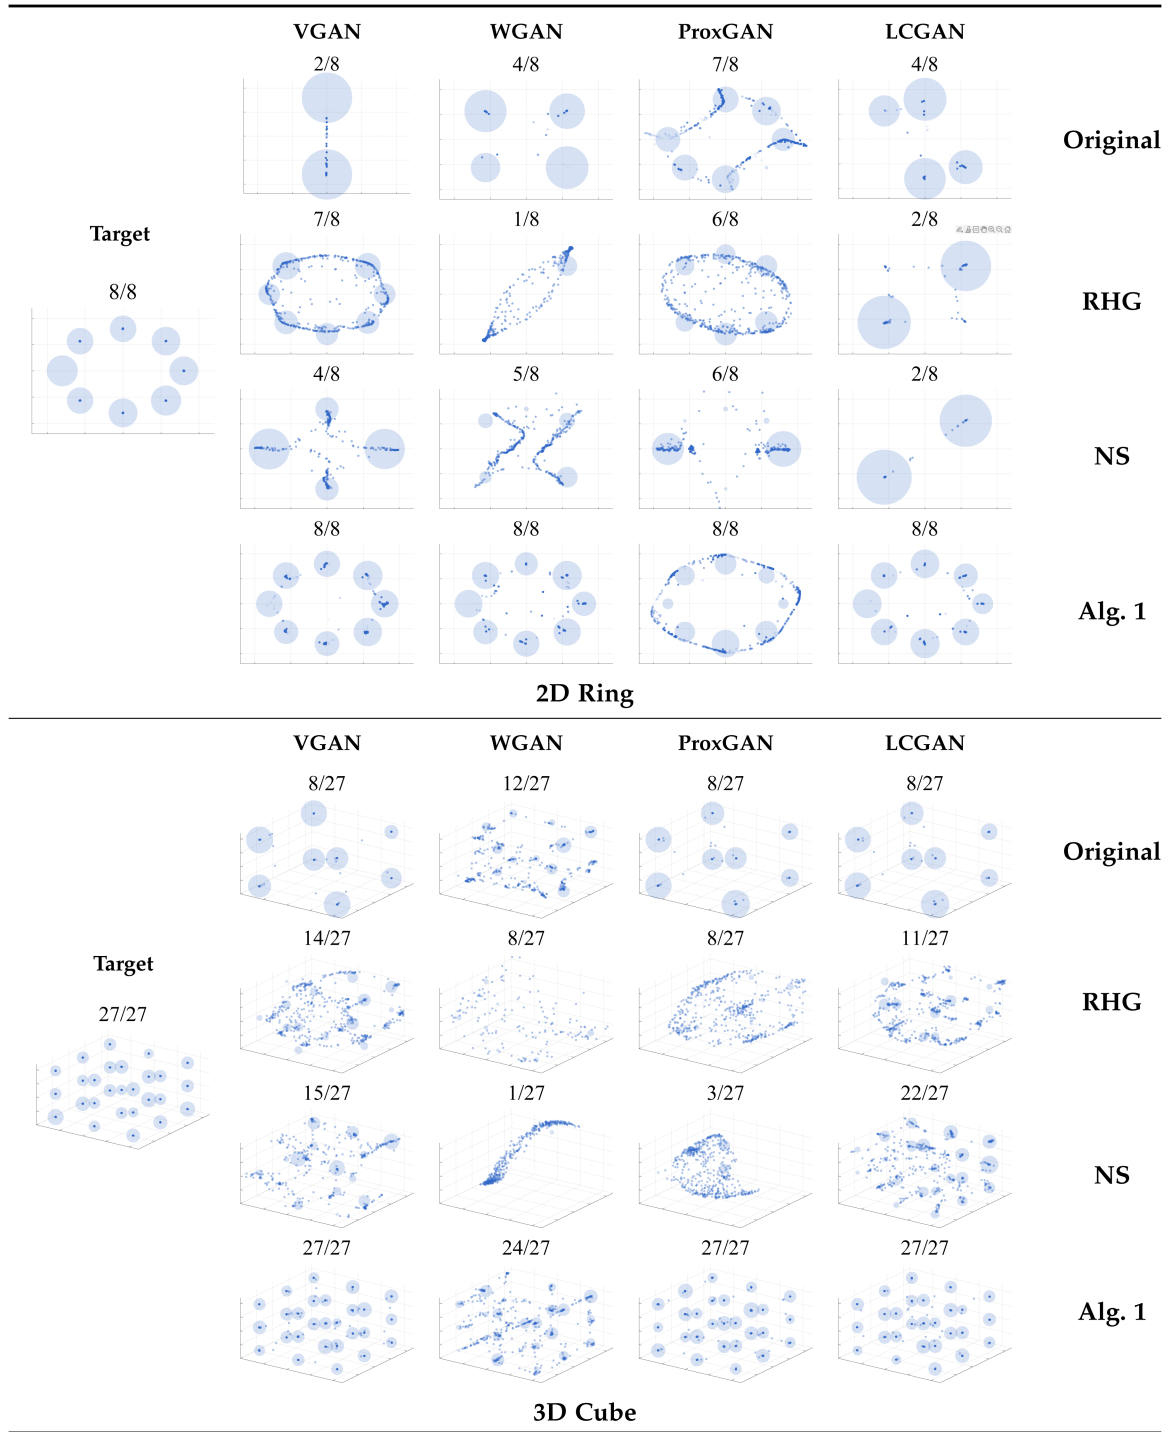 VGAN WGAN ProxGAN LCGAN
2/8 4/8 7/8 4/8
Original
7/8 1/8 6/8 2/8
Target
8/8
RHG
4/8 5/8 6/8 2/8
NS
8/8 8/8 8/8 8/8
Alg. 1
2D Ring
VGAN WGAN ProxGAN LCGAN
8/27 12/27 8/27 8/27
Original
14/27 8/27 8/27 11/27
Target
27/27
RHG
15/27 1/27 3/27 22/27
NS
27/27 24/27 27/27 27/27
Alg. 1
3D Cube